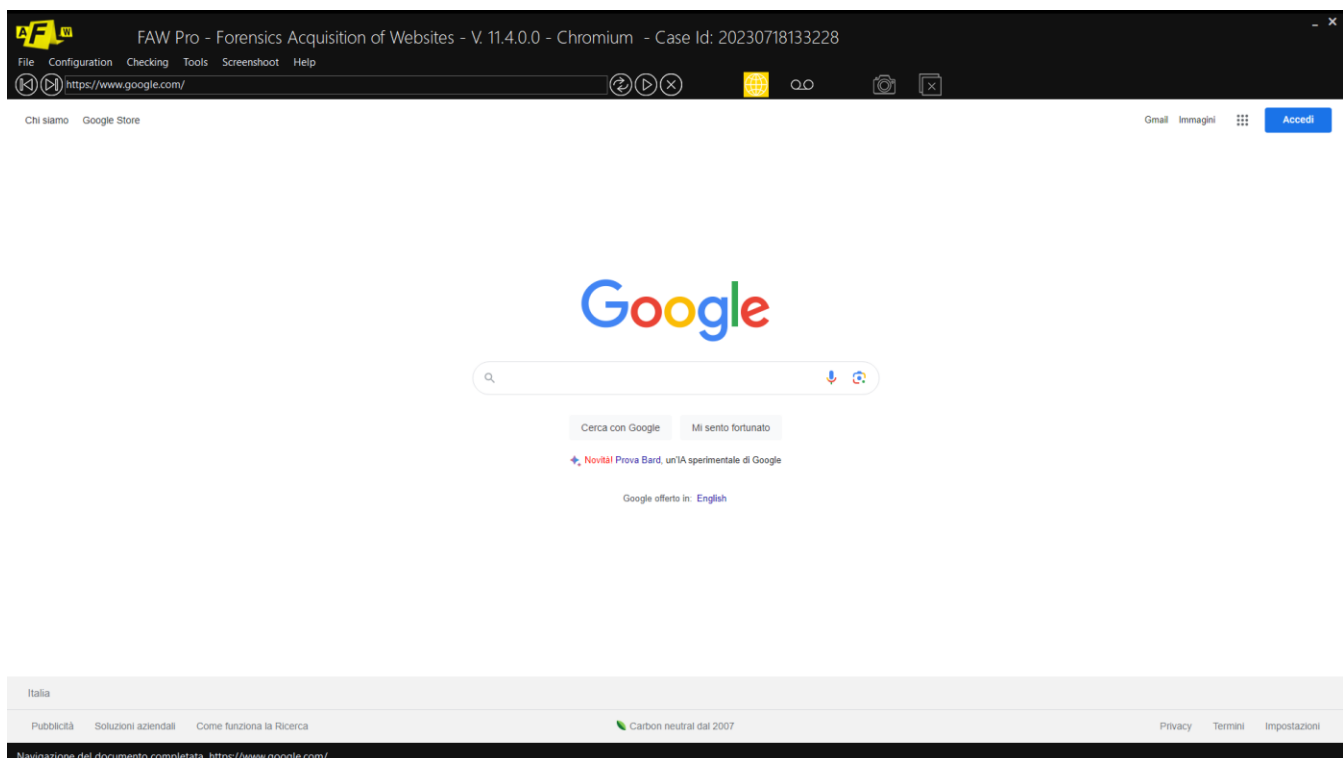 FAW
FAW Pro - Forensics Acquisition of Websites - V. 11.4.0.0 - Chromium - Case Id: 20230718133228
File Configuration Checking Tools Screenshoot Help
https://www.google.com/
Chi siamo Google Store Gmail Immagini Accedi
Google
Cerca con Google Mi sento fortunato
Novità! Prova Bard, un'IA sperimentale di Google
Google offerto in: English
Italia
Pubblicità Soluzioni aziendali Come funziona la Ricerca Carbon neutral dal 2007 Privacy Termini Impostazioni
Navigazione del documento completata. https://www.google.com/